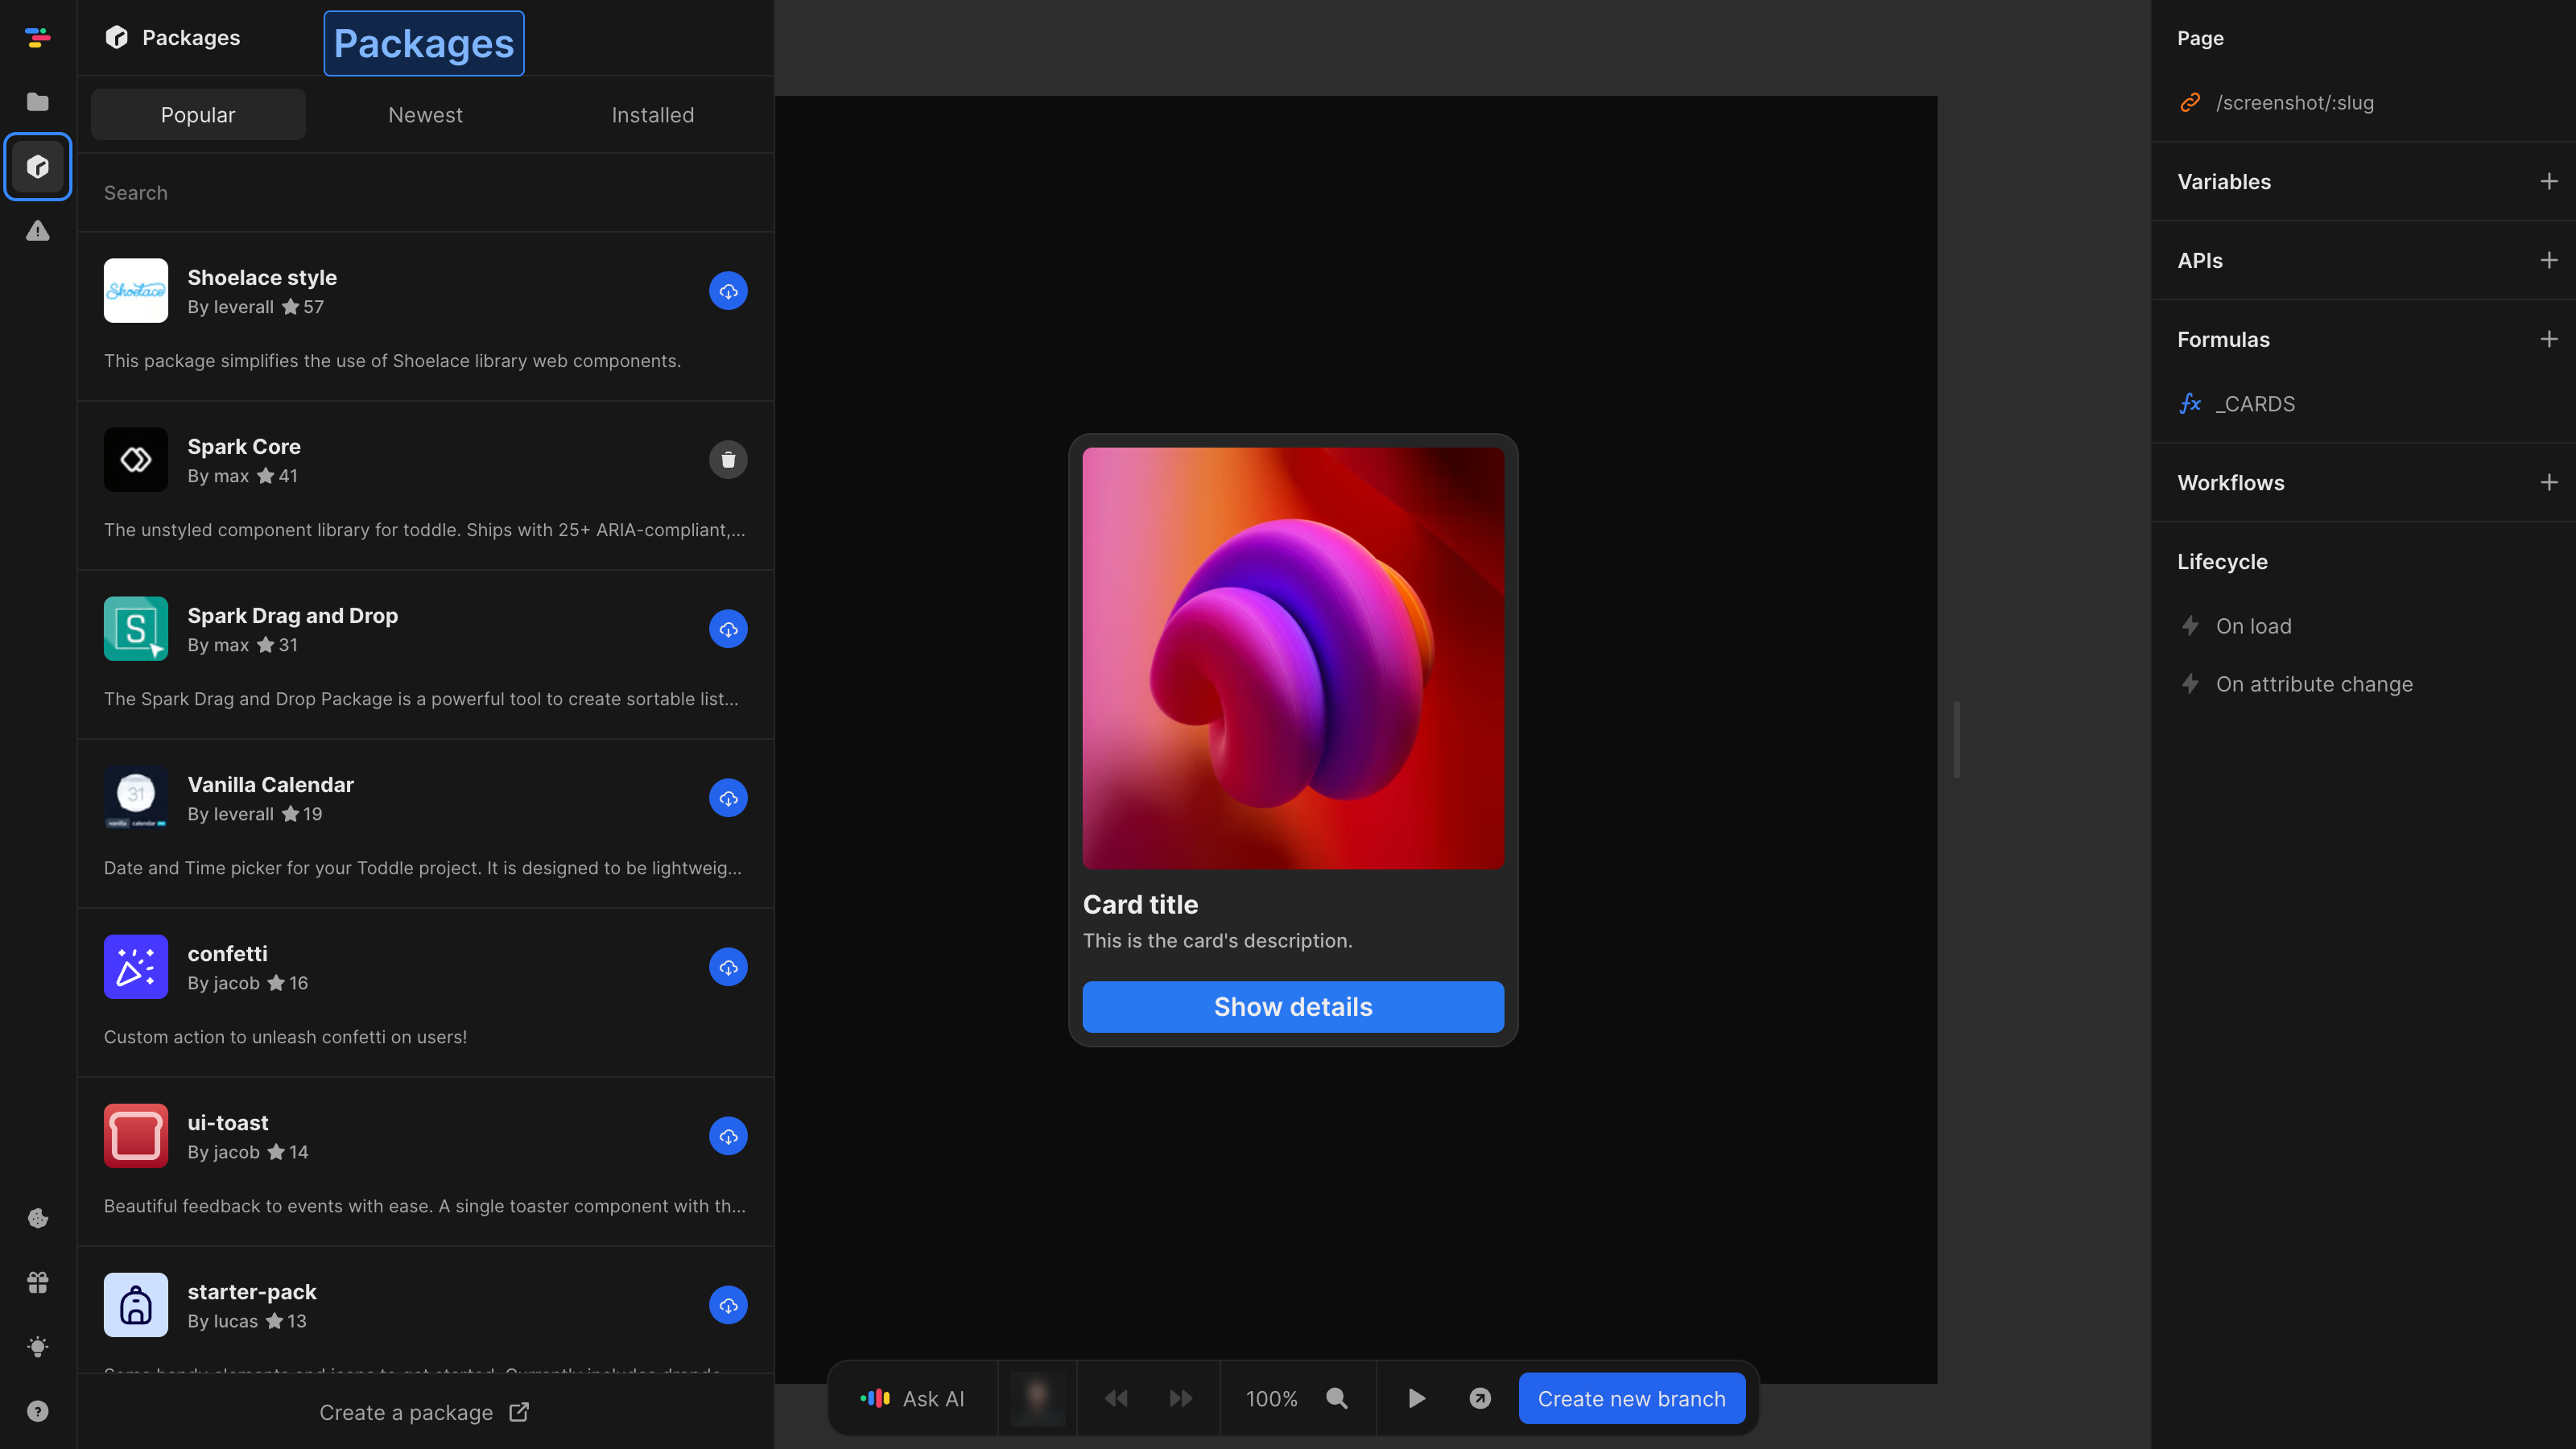 Packages
Packages
Popular
Newest
Installed
Search
Shoelace
Shoelace style
By leverall 57
This package simplifies the use of Shoelace library web components.
Spark Core
By max 41
The unstyled component library for toddle. Ships with 25+ ARIA-compliant,...
S
Spark Drag and Drop
By max 31
The Spark Drag and Drop Package is a powerful tool to create sortable list...
31
vanilla calendar
Vanilla Calendar
By leverall 19
Date and Time picker for your Toddle project. It is designed to be lightweig...
confetti
By jacob 16
Custom action to unleash confetti on users!
ui-toast
By jacob 14
Beautiful feedback to events with ease. A single toaster component with th...
starter-pack
By lucas 13
Create a package
Card title
This is the card's description.
Show details
Ask AI
100%
Create new branch
Page
/screenshot/:slug
Variables
APIs
Formulas
fx _CARDS
Workflows
Lifecycle
On load
On attribute change